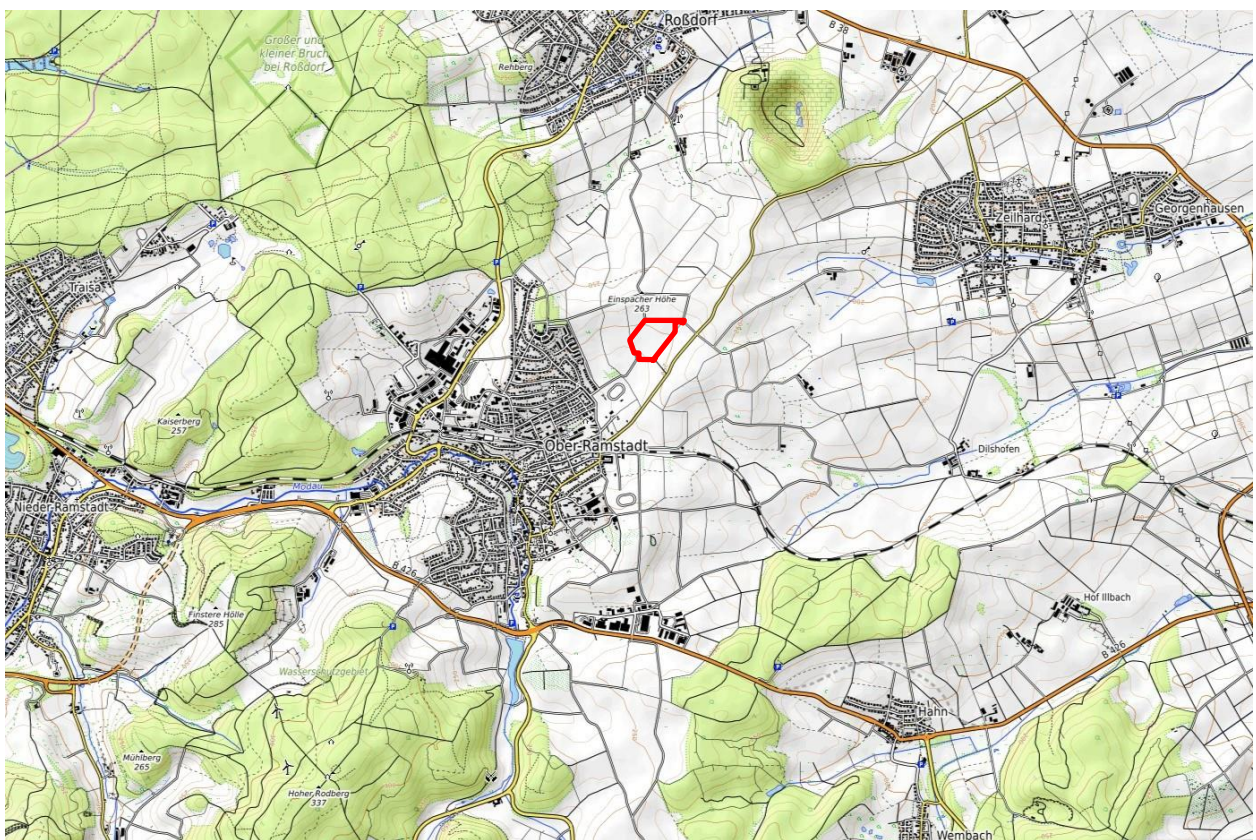 Roßdorf
B 38
Großer und
kleiner Bruch
bei Roßdorf
Rehberg
Zeilhard
Georgenhausen
Traisa
Einspacher Höhe
263
Kaiserberg
257
Ober-Ramstadt
Dilshofen
Modau
Nieder-Ramstadt
B 426
Finstere Hölle
285
Hof Illbach
B 426
Wasserschutzgebiet
Hahn
Mühlberg
265
Hoher Rodberg
337
Wembach